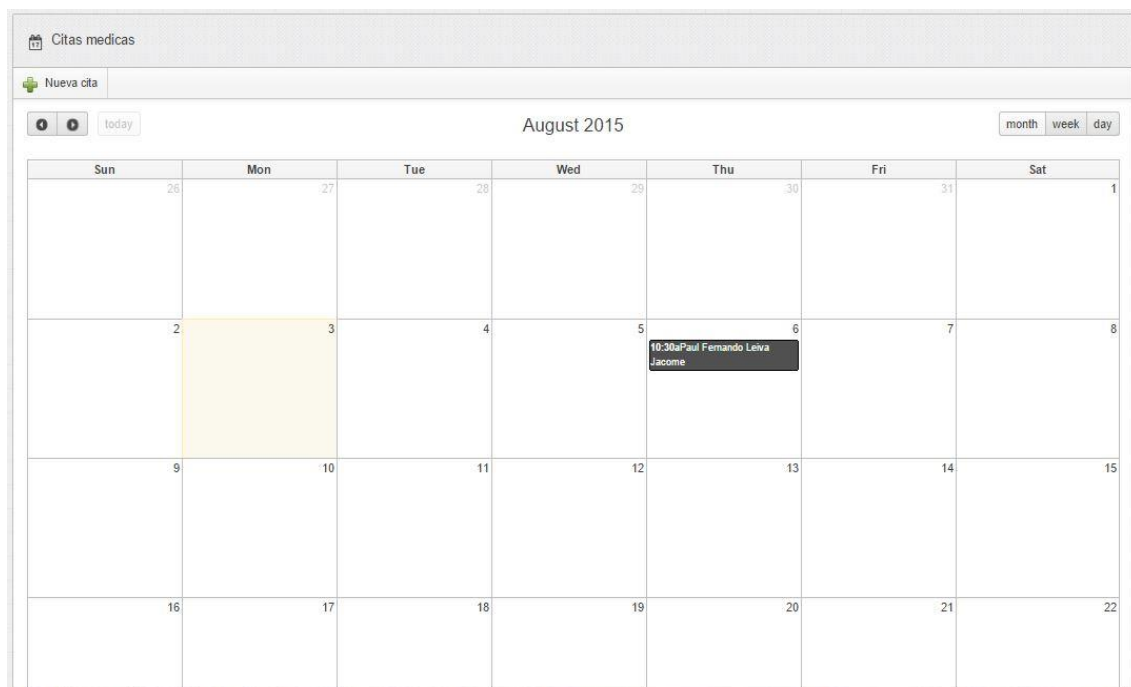 Citas medicas
Nueva cita
today
August 2015
month week day
Sun Mon Tue Wed Thu Fri Sat
26 27 28 29 30 31 1
2 3 4 5 6 7 8
10:30aPaul Fernando Leiva
Jacome
9 10 11 12 13 14 15
16 17 18 19 20 21 22